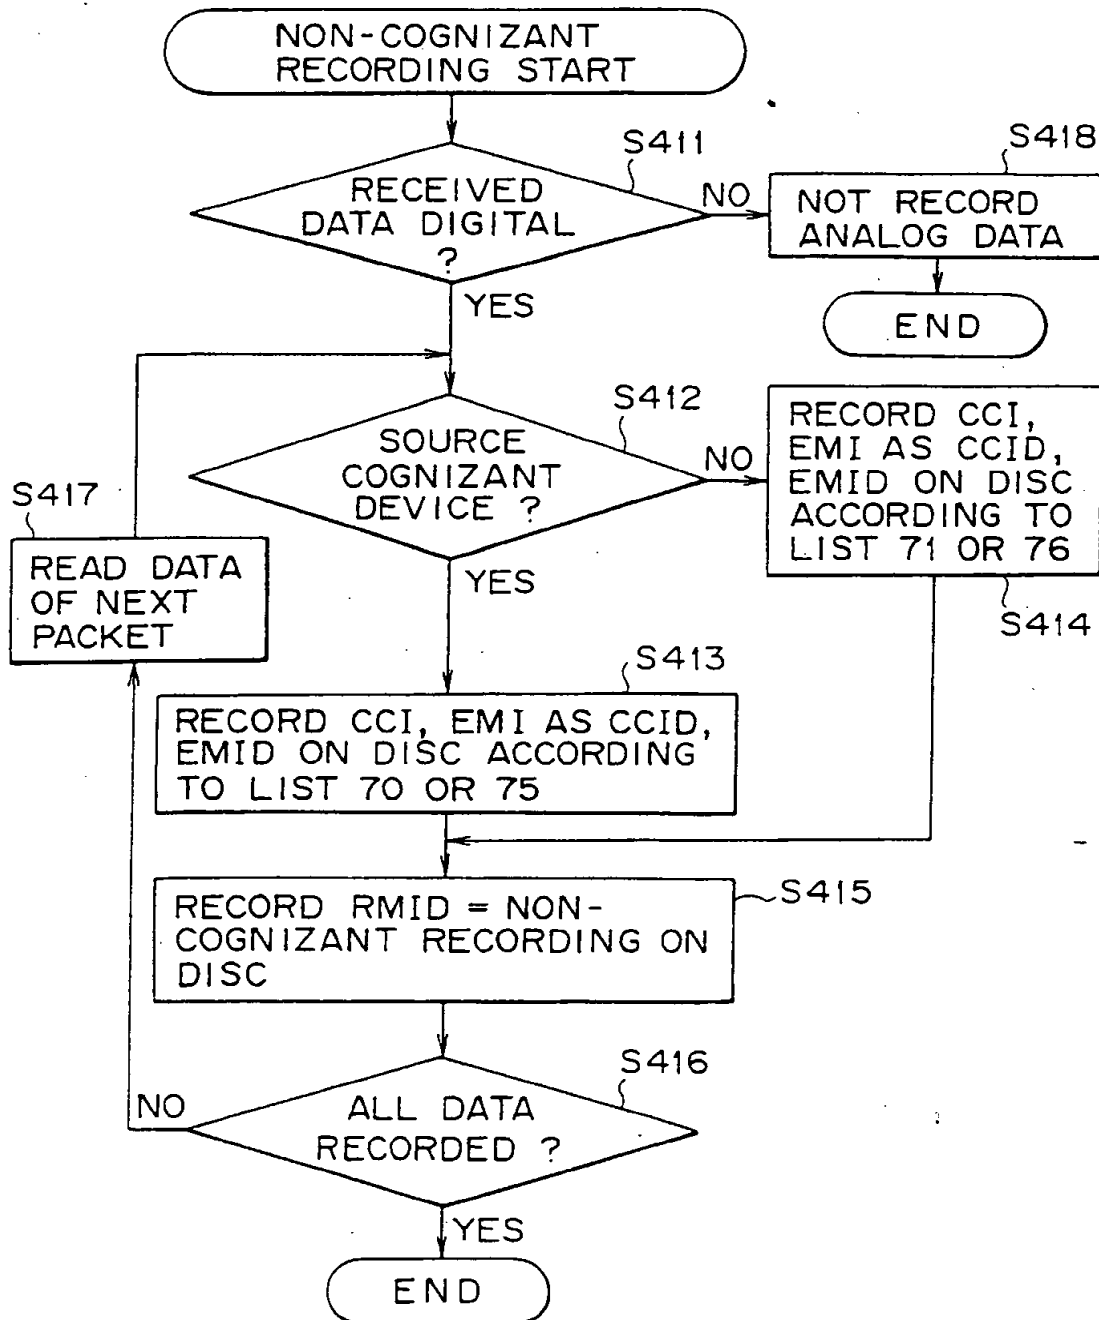 NON-COGNIZANT
RECORDING START
S411
RECEIVED
DATA DIGITAL
?
NO
S418
NOT RECORD
ANALOG DATA
END
YES
S412
SOURCE
COGNIZANT
DEVICE ?
NO
RECORD CCI,
EMI AS CCID,
EMID ON DISC
ACCORDING TO
LIST 71 OR 76
S414
S417
READ DATA
OF NEXT
PACKET
YES
S413
RECORD CCI, EMI AS CCID,
EMID ON DISC ACCORDING
TO LIST 70 OR 75
S415
RECORD RMID = NON-
COGNIZANT RECORDING ON
DISC
S416
ALL DATA
RECORDED ?
NO
YES
END